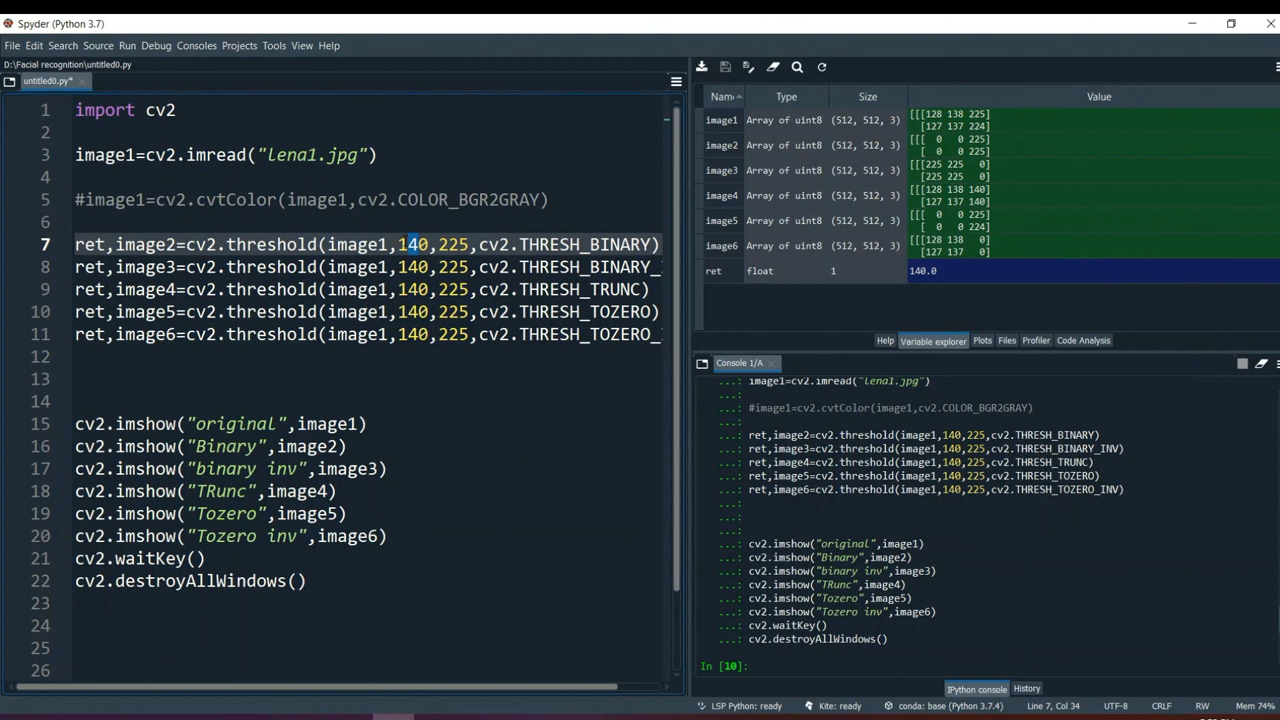 Spyder (Python 3.7)
File Edit Search Source Run Debug Consoles Projects Tools View Help
D:\Facial recognition\untitled0.py
untitled0.py*
1 import cv2
2
3 image1=cv2.imread("lena1.jpg")
4
5 #image1=cv2.cvtColor(image1,cv2.COLOR_BGR2GRAY)
6
7 ret,image2=cv2.threshold(image1,140,225,cv2.THRESH_BINARY)
8 ret,image3=cv2.threshold(image1,140,225,cv2.THRESH_BINARY_
9 ret,image4=cv2.threshold(image1,140,225,cv2.THRESH_TRUNC)
10 ret,image5=cv2.threshold(image1,140,225,cv2.THRESH_TOZERO)
11 ret,image6=cv2.threshold(image1,140,225,cv2.THRESH_TOZERO_
12
13
14
15 cv2.imshow("original",image1)
16 cv2.imshow("Binary",image2)
17 cv2.imshow("binary inv",image3)
18 cv2.imshow("TRunc",image4)
19 cv2.imshow("Tozero",image5)
20 cv2.imshow("Tozero inv",image6)
21 cv2.waitKey()
22 cv2.destroyAllWindows()
23
24
25
26
Nam Type Size Value
image1 Array of uint8 (512, 512, 3) [[[128 138 225]
[127 137 224]
image2 Array of uint8 (512, 512, 3) [[[ 0 0 225]
[ 0 0 225]
image3 Array of uint8 (512, 512, 3) [[[225 225 0]
[225 225 0]
image4 Array of uint8 (512, 512, 3) [[[128 138 140]
[127 137 140]
image5 Array of uint8 (512, 512, 3) [[[ 0 0 225]
[ 0 0 224]
image6 Array of uint8 (512, 512, 3) [[[128 138 0]
[127 137 0]
ret float 1 140.0
Help Variable explorer Plots Files Profiler Code Analysis
Console 1/A
...: image1=cv2.imread("lena1.jpg")
...:
...: #image1=cv2.cvtColor(image1,cv2.COLOR_BGR2GRAY)
...:
...: ret,image2=cv2.threshold(image1,140,225,cv2.THRESH_BINARY)
...: ret,image3=cv2.threshold(image1,140,225,cv2.THRESH_BINARY_INV)
...: ret,image4=cv2.threshold(image1,140,225,cv2.THRESH_TRUNC)
...: ret,image5=cv2.threshold(image1,140,225,cv2.THRESH_TOZERO)
...: ret,image6=cv2.threshold(image1,140,225,cv2.THRESH_TOZERO_INV)
...:
...:
...:
...: cv2.imshow("original",image1)
...: cv2.imshow("Binary",image2)
...: cv2.imshow("binary inv",image3)
...: cv2.imshow("TRunc",image4)
...: cv2.imshow("Tozero",image5)
...: cv2.imshow("Tozero inv",image6)
...: cv2.waitKey()
...: cv2.destroyAllWindows()
In [10]:
IPython console History
LSP Python: ready Kite: ready conda: base (Python 3.7.4) Line 7, Col 34 UTF-8 CRLF RW Mem 74%